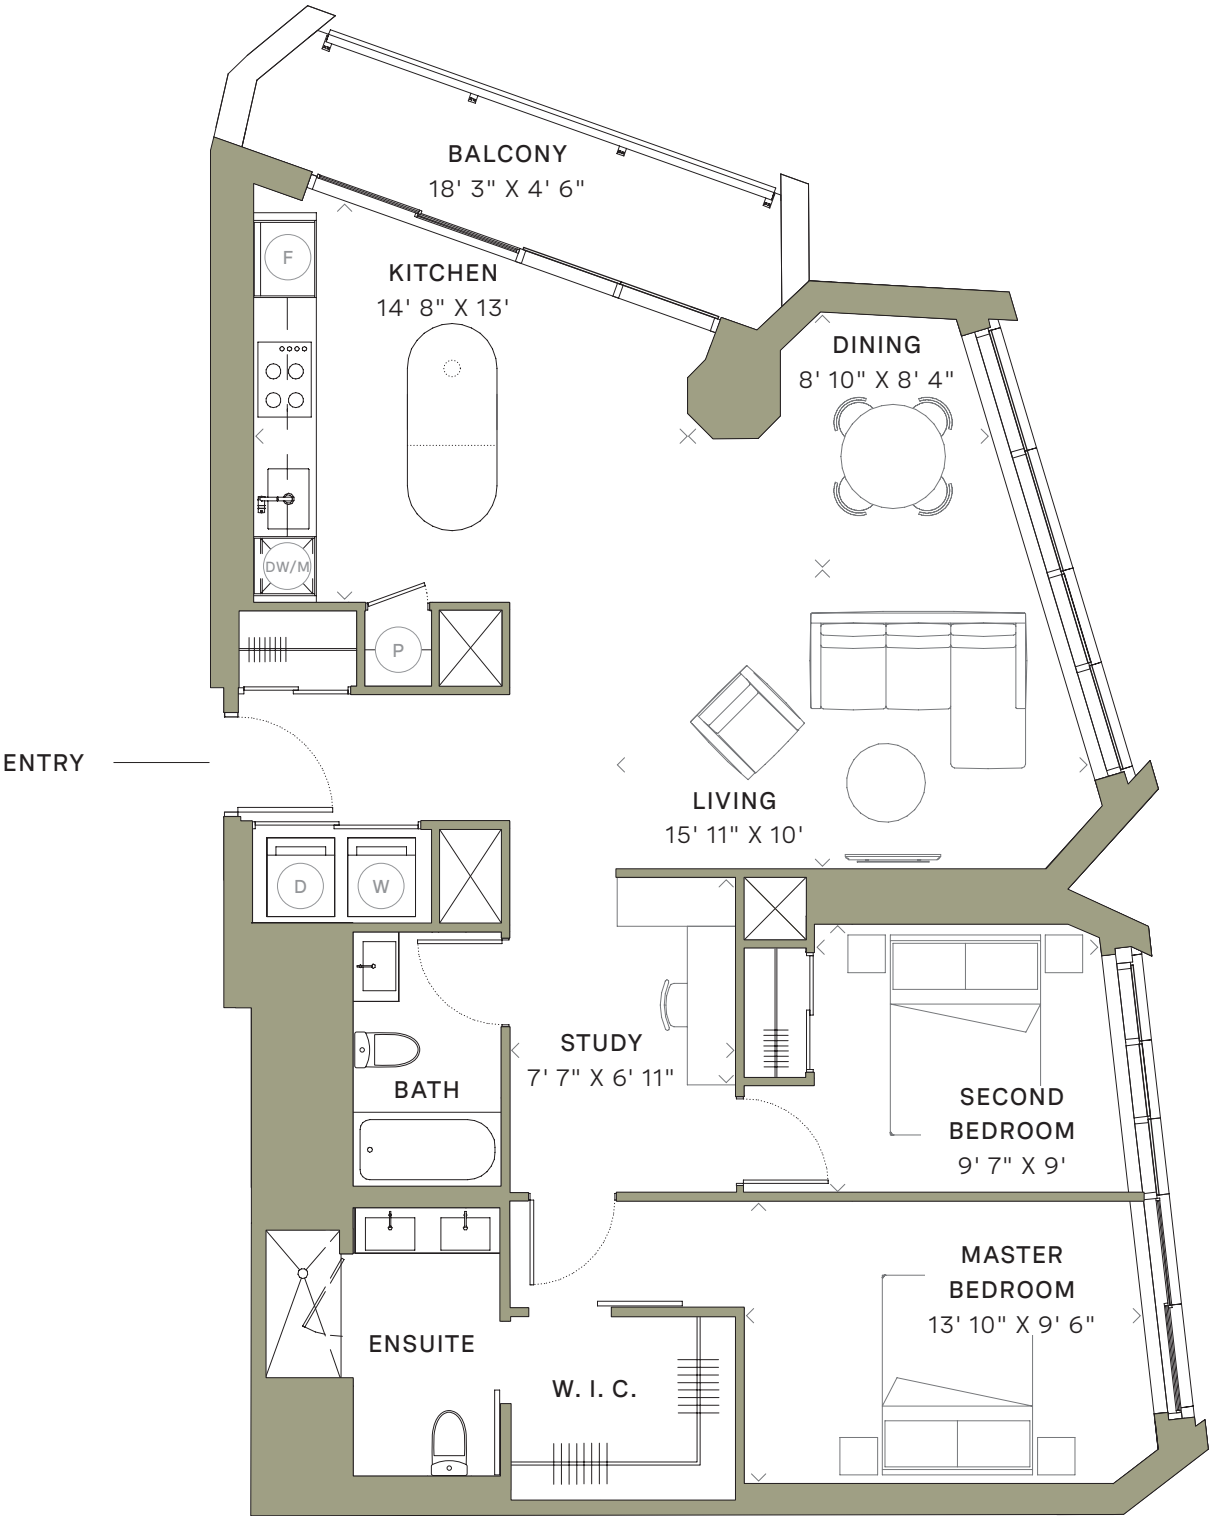 BALCONY
18' 3" X 4' 6"
F
KITCHEN
14' 8" X 13'
DINING
8' 10" X 8' 4"
DW/M
P
ENTRY
LIVING
15' 11" X 10'
D
W
STUDY
7' 7" X 6' 11"
BATH
SECOND
BEDROOM
9' 7" X 9'
MASTER
BEDROOM
13' 10" X 9' 6"
ENSUITE
W. I. C.